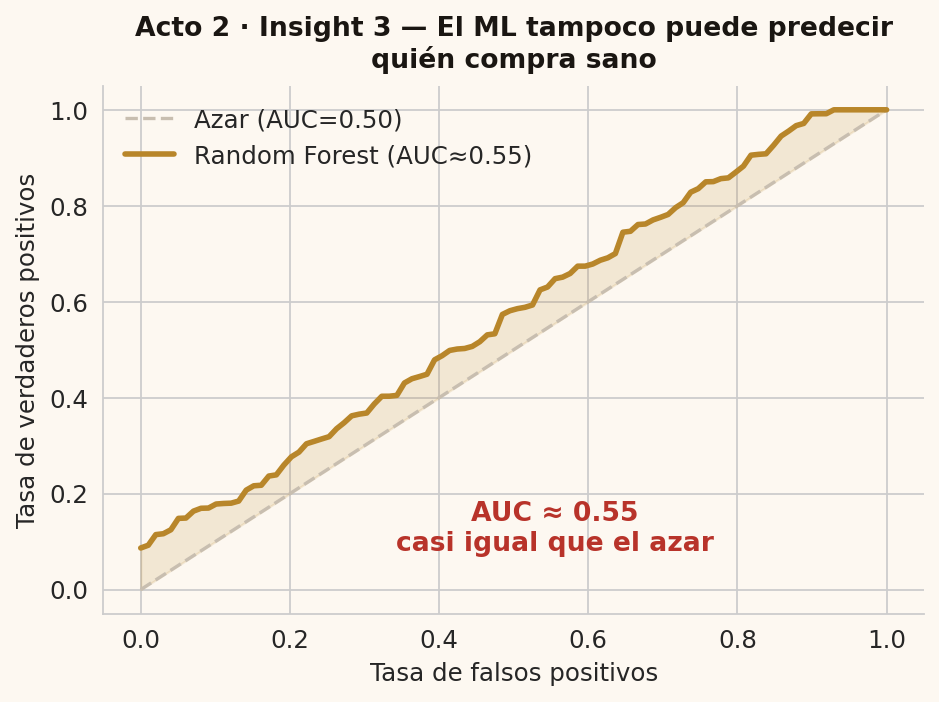 Acto 2 · Insight 3 — El ML tampoco puede predecir
quién compra sano
Azar (AUC=0.50)
Random Forest (AUC≈0.55)
Tasa de verdaderos positivos
1.0
0.8
0.6
0.4
0.2
0.0
AUC ≈ 0.55
casi igual que el azar
0.0 0.2 0.4 0.6 0.8 1.0
Tasa de falsos positivos